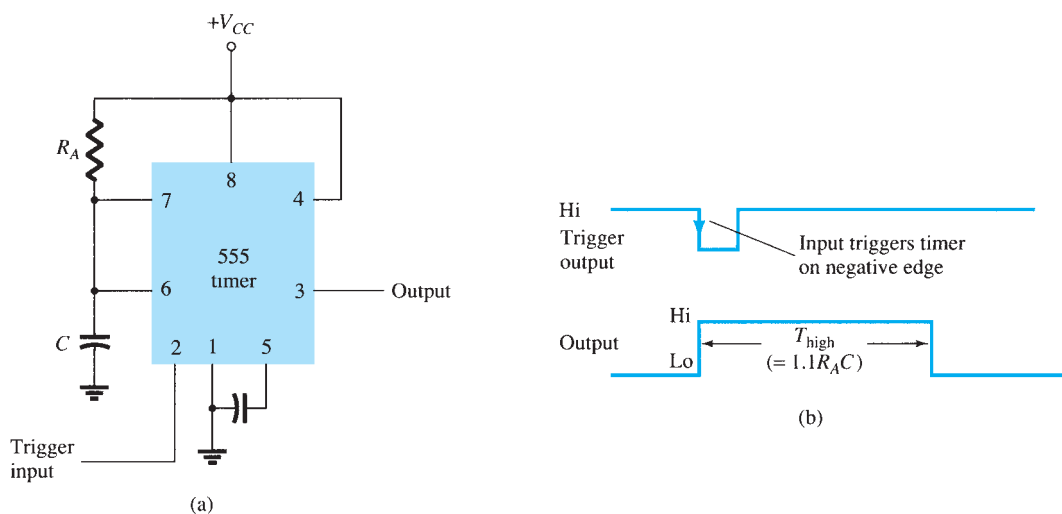 +V_CC
R_A
8
7
4
555
timer
6
3
Output
C
2
1
5
Trigger
input
(a)
Hi
Trigger
output
Input triggers timer
on negative edge
Hi
Output
Lo
T_high
(= 1.1R_AC)
(b)